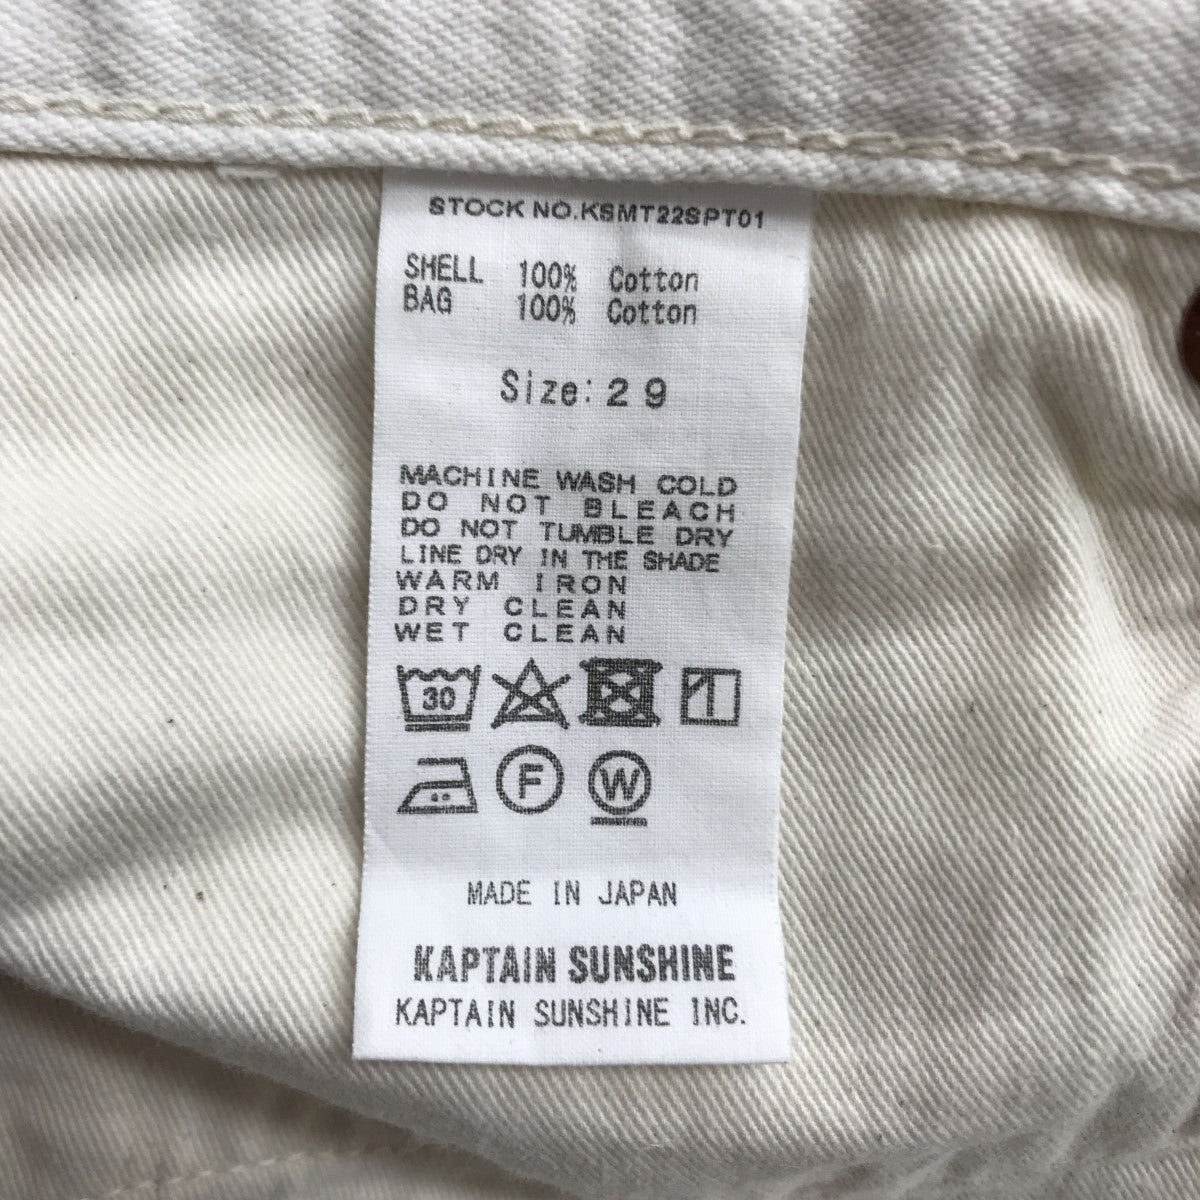 STOCK NO.KSMT22SPT01
SHELL 100% Cotton
BAG 100% Cotton
Size:29
MACHINE WASH COLD
DO NOT BLEACH
DO NOT TUMBLE DRY
LINE DRY IN THE SHADE
WARM IRON
DRY CLEAN
WET CLEAN
30
F W
MADE IN JAPAN
KAPTAIN SUNSHINE
KAPTAIN SUNSHINE INC.